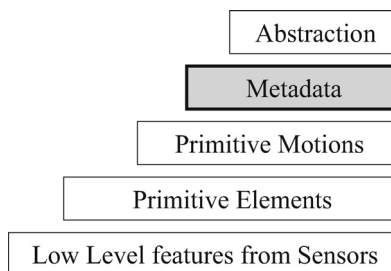 Abstraction
Metadata
Primitive Motions
Primitive Elements
Low Level features from Sensors